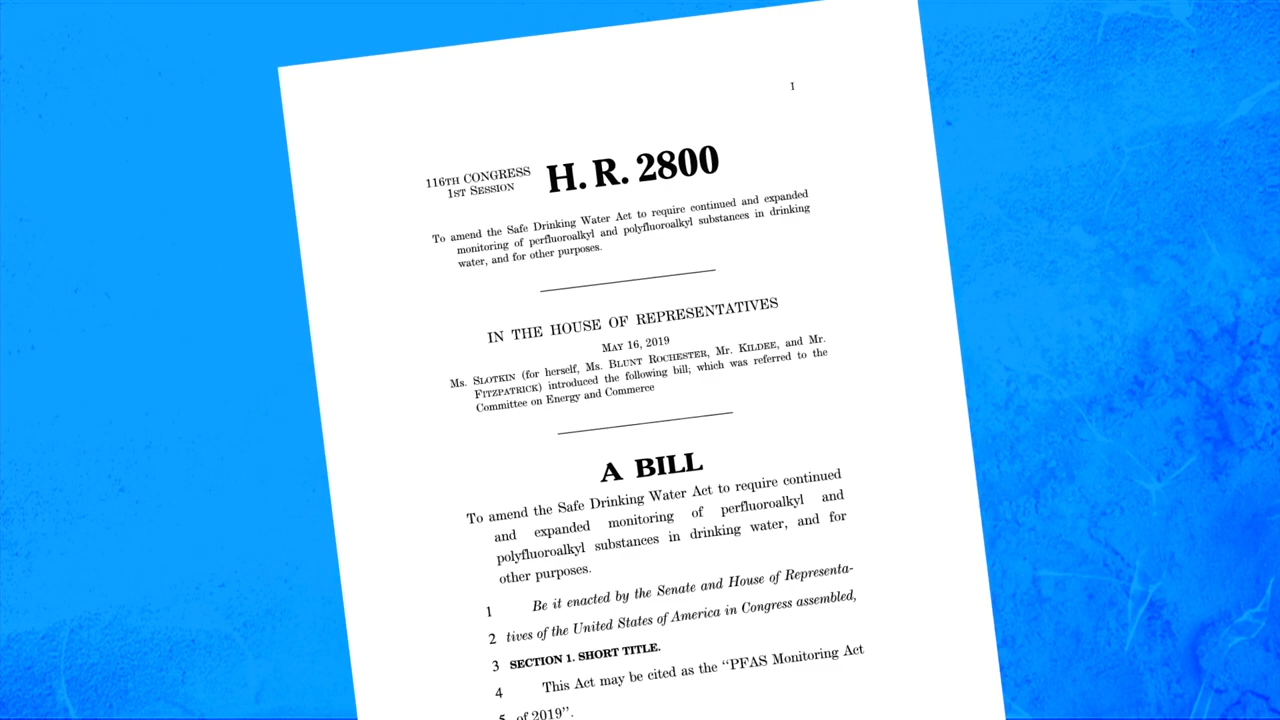 I
116TH CONGRESS
1ST SESSION
H. R. 2800
To amend the Safe Drinking Water Act to require continued and expanded
monitoring of perfluoroalkyl and polyfluoroalkyl substances in drinking
water, and for other purposes.
IN THE HOUSE OF REPRESENTATIVES
MAY 16, 2019
Ms. SLOTKIN (for herself, Ms. BLUNT ROCHESTER, Mr. KILDEE, and Mr.
FITZPATRICK) introduced the following bill; which was referred to the
Committee on Energy and Commerce
A BILL
To amend the Safe Drinking Water Act to require continued
and expanded monitoring of perfluoroalkyl and
polyfluoroalkyl substances in drinking water, and for
other purposes.
1 Be it enacted by the Senate and House of Representa-
2 tives of the United States of America in Congress assembled,
3 SECTION 1. SHORT TITLE.
4 This Act may be cited as the “PFAS Monitoring Act
5 of 2019”.